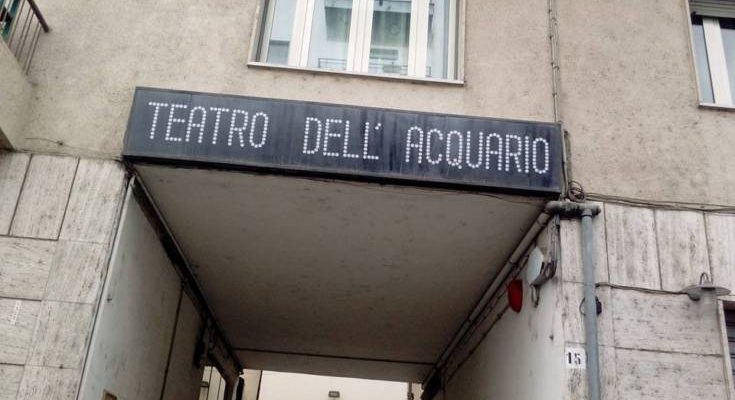 TEATRO DELL' ACQUARIO
15